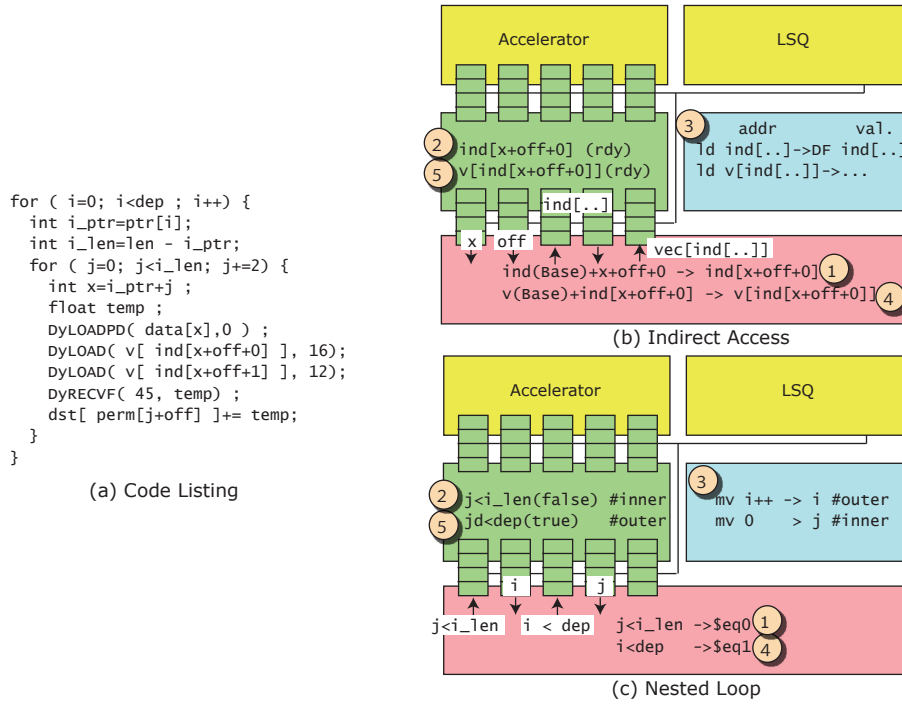 for ( i=0; i<dep ; i++) {
int i_ptr=ptr[i];
int i_len=len - i_ptr;
for ( j=0; j<i_len; j+=2) {
int x=i_ptr+j ;
float temp ;
DyLOADPD( data[x],0 ) ;
DyLOAD( v[ ind[x+off+0] ], 16);
DyLOAD( v[ ind[x+off+1] ], 12);
DyRECVF( 45, temp) ;
dst[ perm[j+off] ]+= temp;
}
}
(a) Code Listing
Accelerator
LSQ
2 ind[x+off+0] (rdy)
5 v[ind[x+off+0]](rdy)
ind[..]
3
addr val.
ld ind[..]->DF ind[..]
ld v[ind[..]]->...
x off
vec[ind[..]]
ind(Base)+x+off+0 -> ind[x+off+0] 1
v(Base)+ind[x+off+0] -> v[ind[x+off+0]] 4
(b) Indirect Access
Accelerator
LSQ
2 j<i_len(false) #inner
5 jd<dep(true) #outer
3
mv i++ -> i #outer
mv 0 > j #inner
i j
j<i_len i < dep
j<i_len ->$eq0 1
i<dep ->$eq1 4
(c) Nested Loop